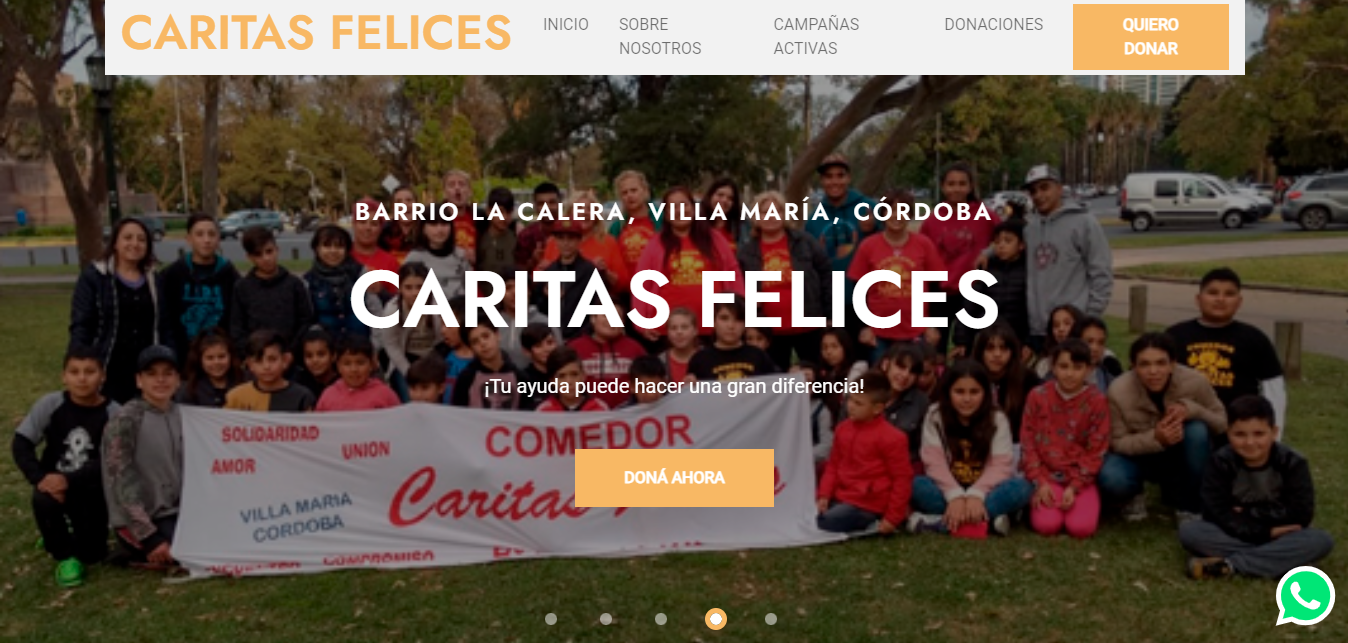 CARITAS FELICES
INICIO
SOBRE
NOSOTROS
CAMPAÑAS
ACTIVAS
DONACIONES
QUIERO
DONAR
BARRIO LA CALERA, VILLA MARÍA, CÓRDOBA
CARITAS FELICES
¡Tu ayuda puede hacer una gran diferencia!
SOLIDARIDAD
UNION
COMEDOR
AMOR
Caritas
VILLA MARIA
CORDOBA
COMPROMISO
DONÁ AHORA